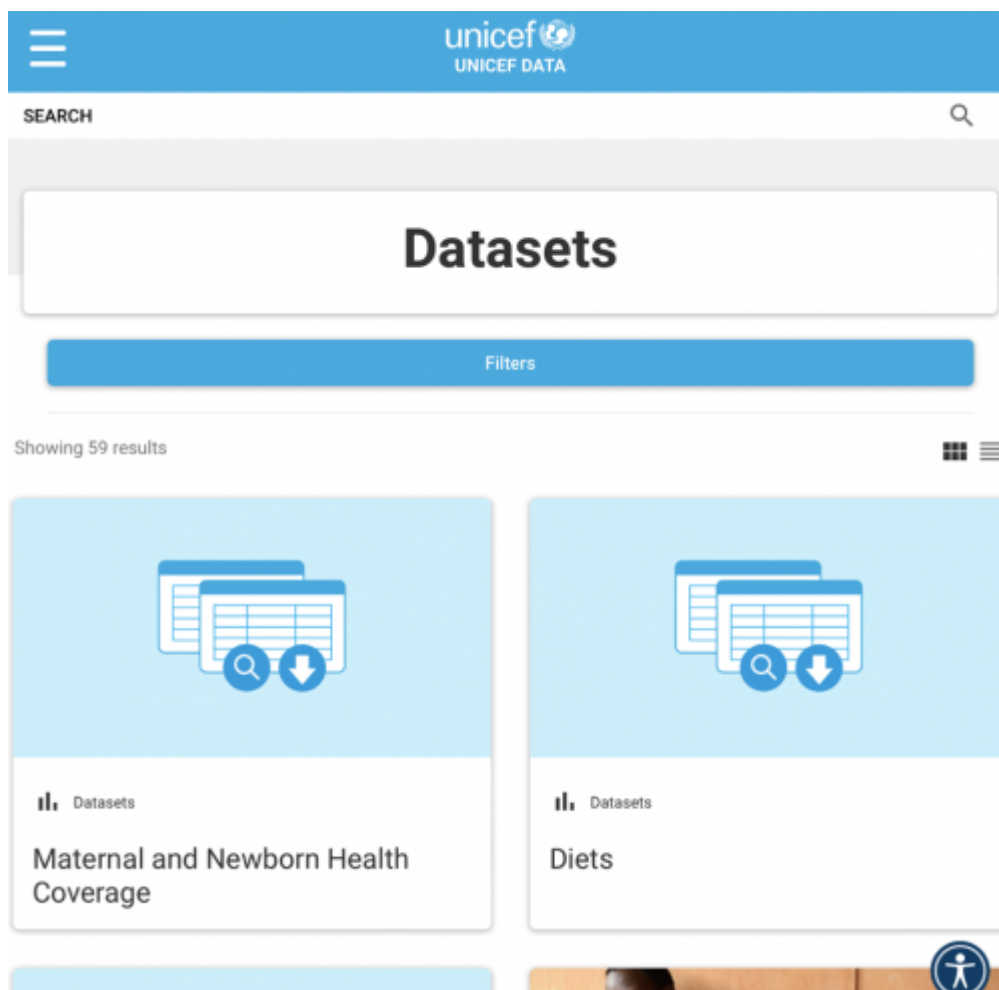 unicef
UNICEF DATA
SEARCH
Datasets
Filters
Showing 59 results
Datasets
Maternal and Newborn Health
Coverage
Datasets
Diets